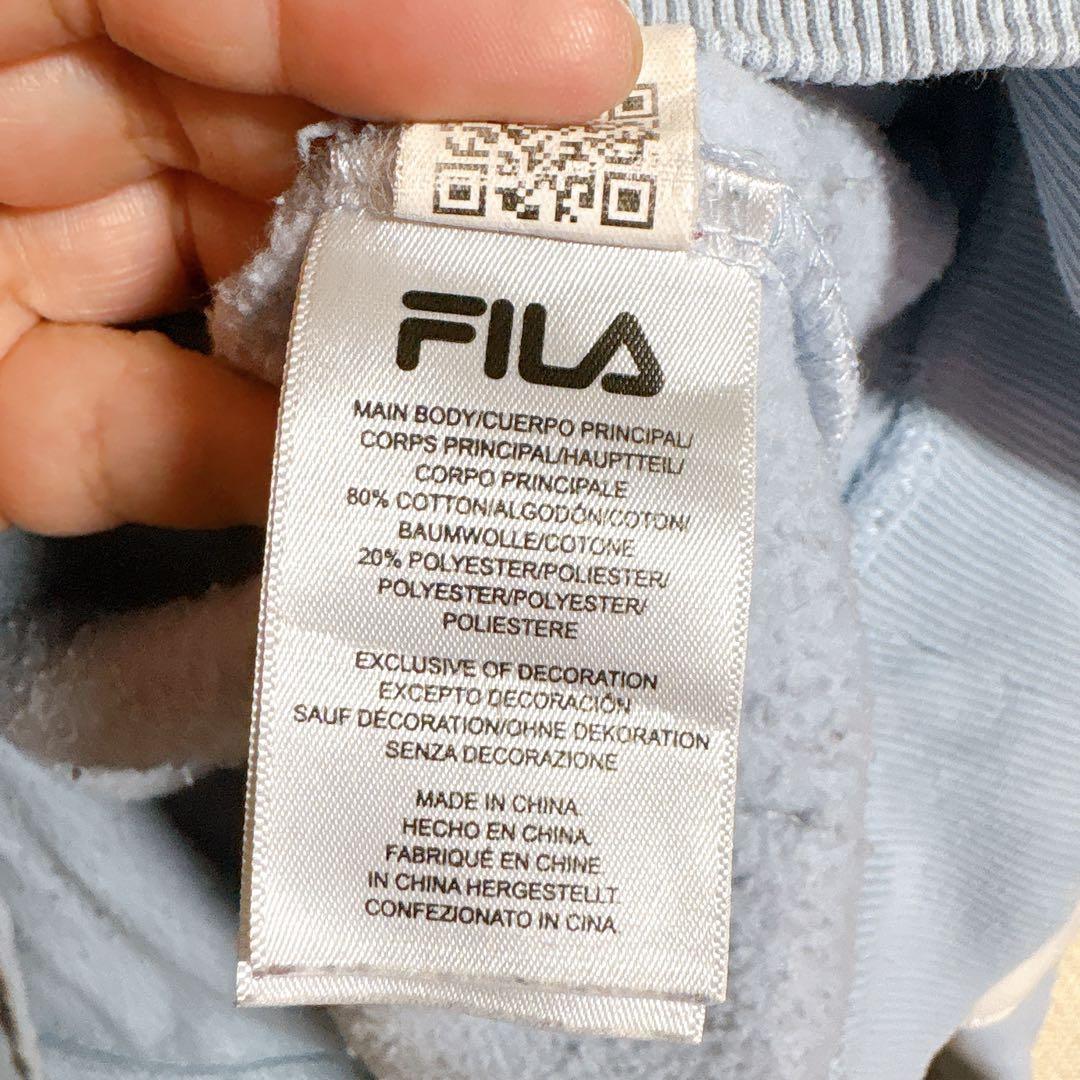 FILA
MAIN BODY/CUERPO PRINCIPAL/
CORPS PRINCIPAL/HAUPTTEIL/
CORPO PRINCIPALE
80% COTTON/ALGODÓN/COTON/
BAUMWOLLE/COTONE
20% POLYESTER/POLIESTER/
POLYESTER/POLYESTER/
POLIESTERE
EXCLUSIVE OF DECORATION
EXCEPTO DECORACIÓN
SAUF DÉCORATION/OHNE DEKORATION
SENZA DECORAZIONE
MADE IN CHINA.
HECHO EN CHINA.
FABRIQUÉ EN CHINE.
IN CHINA HERGESTELLT.
CONFEZIONATO IN CINA.